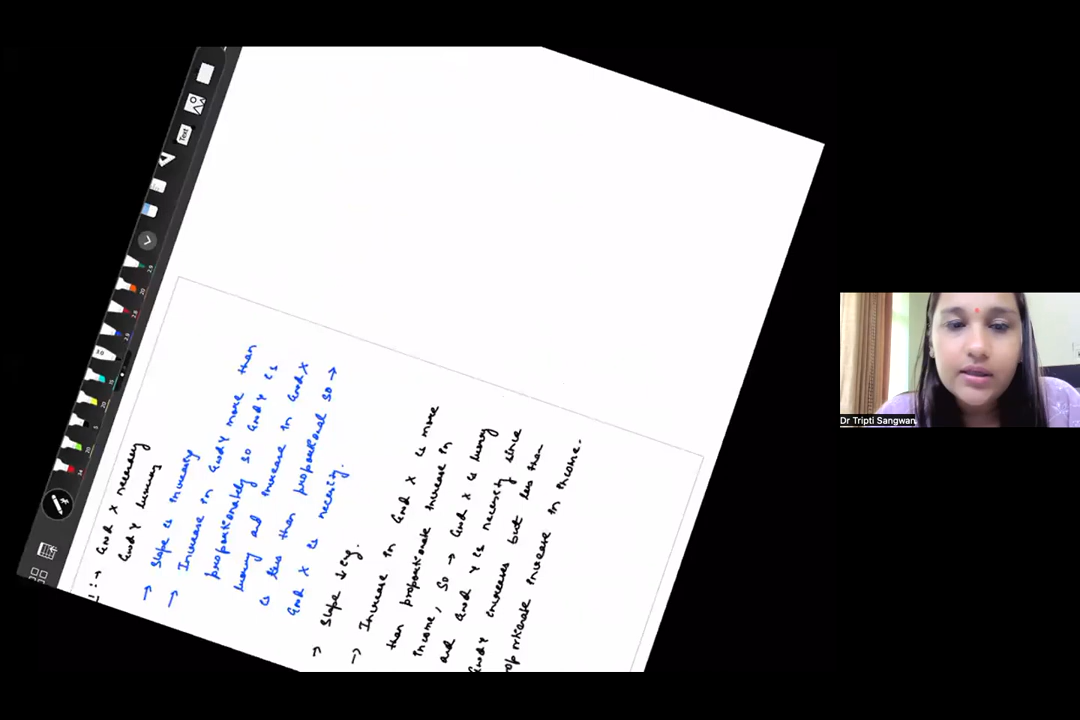 :→ Good X necessary
Good Y luxury
→ Slope is increasing
→ Increase in Good Y more than
proportionately so Good Y is
luxury and increase in Good X
is less than proportional so →
Good X is necessity.
→ Slope ↓ing.
→ Increase in Good X is more
than proportionate increase in
income, so → Good X is luxury
and Good Y is necessity since
Good Y increases but less than
oportionate increase in income.
Text
Dr Tripti Sangwan